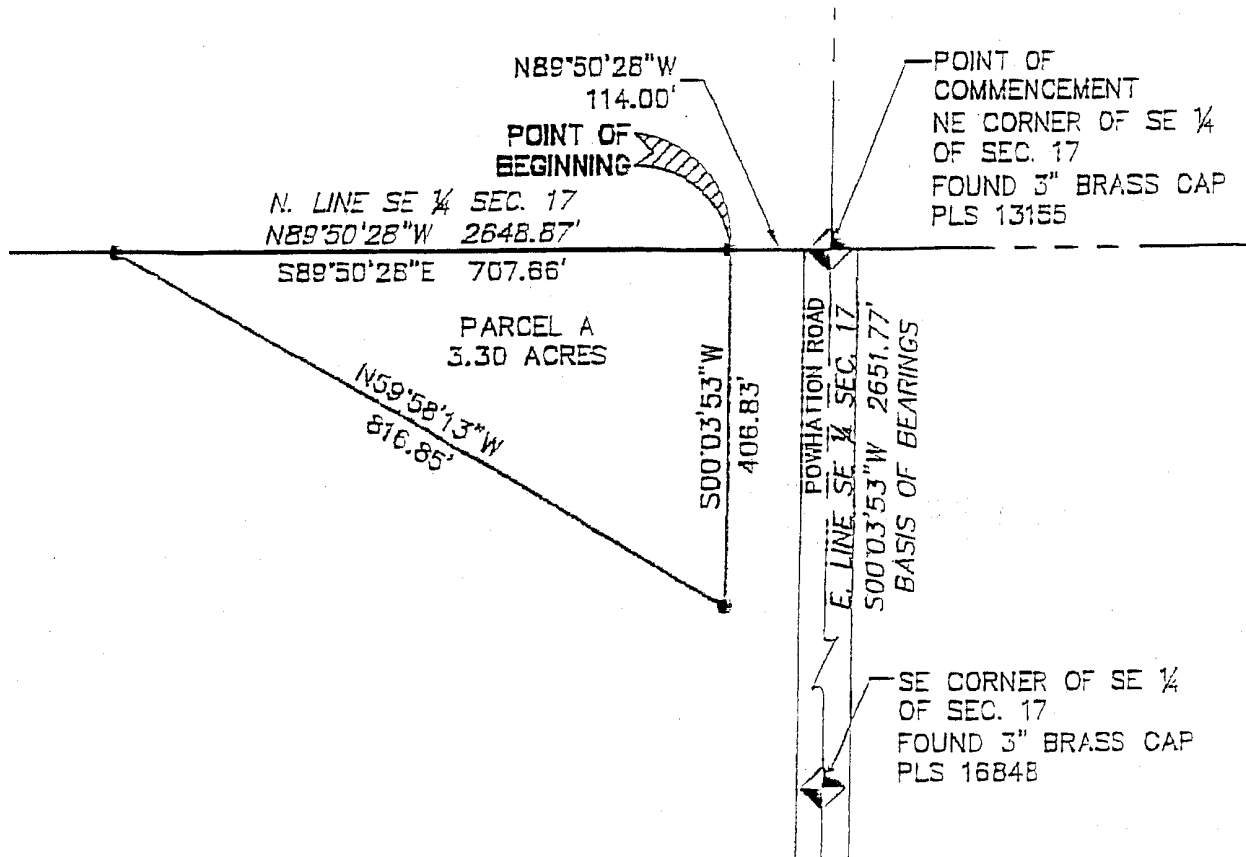 N89°50'28"W
114.00'
POINT OF
BEGINNING
POINT OF
COMMENCEMENT
NE CORNER OF SE ¼
OF SEC. 17
FOUND 3" BRASS CAP
PLS 13155
N. LINE SE ¼ SEC. 17
N89°50'28"W 2648.87'
S89°50'28"E 707.66'
PARCEL A
3.30 ACRES
N59°58'13"W
816.85'
S00°03'53"W
406.83'
POWHATION ROAD
E. LINE SE ¼ SEC. 17
S00°03'53"W 2651.77'
BASIS OF BEARINGS
SE CORNER OF SE ¼
OF SEC. 17
FOUND 3" BRASS CAP
PLS 16848